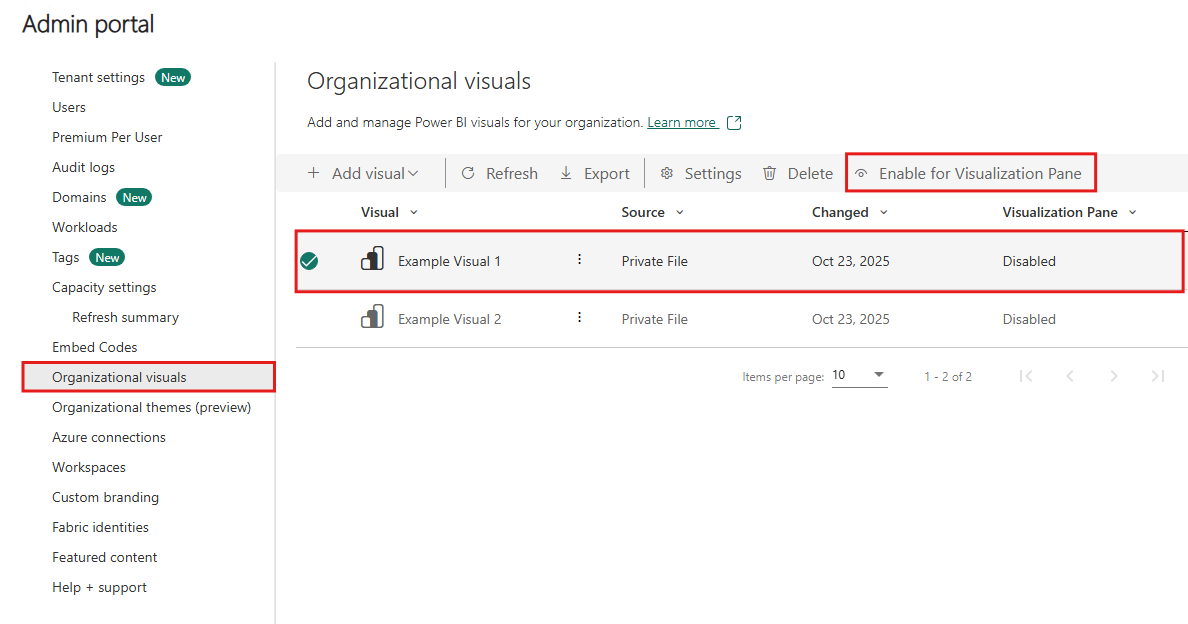 Admin portal
Tenant settings New
Users
Premium Per User
Audit logs
Domains New
Workloads
Tags New
Capacity settings
Refresh summary
Embed Codes
Organizational visuals
Organizational themes (preview)
Azure connections
Workspaces
Custom branding
Fabric identities
Featured content
Help + support
Organizational visuals
Add and manage Power BI visuals for your organization. Learn more
+ Add visual Refresh Export Settings Delete Enable for Visualization Pane
Visual Source Changed Visualization Pane
Example Visual 1 Private File Oct 23, 2025 Disabled
Example Visual 2 Private File Oct 23, 2025 Disabled
Items per page: 10 1 - 2 of 2